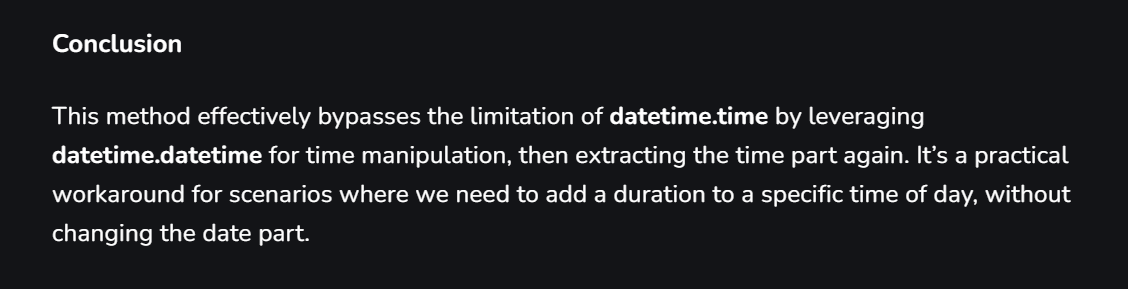 Conclusion
This method effectively bypasses the limitation of datetime.time by leveraging
datetime.datetime for time manipulation, then extracting the time part again. It’s a practical
workaround for scenarios where we need to add a duration to a specific time of day, without
changing the date part.